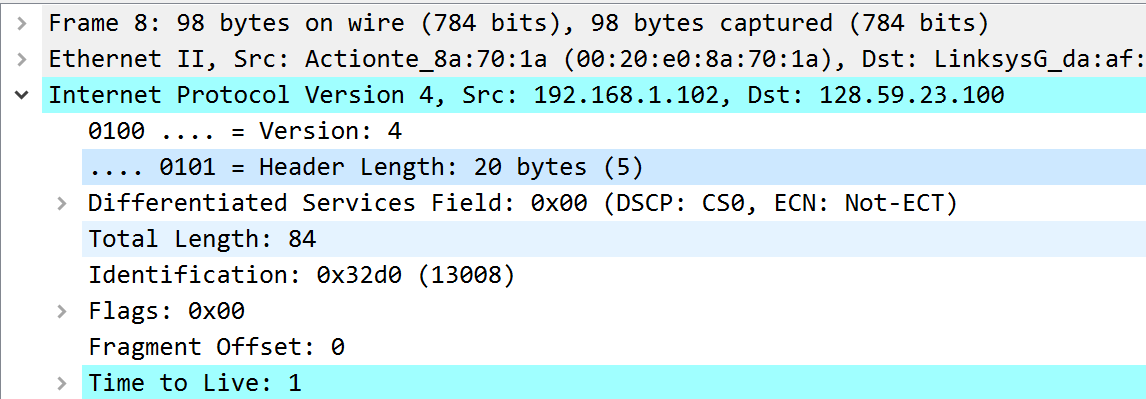 Frame 8: 98 bytes on wire (784 bits), 98 bytes captured (784 bits)
Ethernet II, Src: Actionte_8a:70:1a (00:20:e0:8a:70:1a), Dst: LinksysG_da:af:
Internet Protocol Version 4, Src: 192.168.1.102, Dst: 128.59.23.100
0100 .... = Version: 4
.... 0101 = Header Length: 20 bytes (5)
Differentiated Services Field: 0x00 (DSCP: CS0, ECN: Not-ECT)
Total Length: 84
Identification: 0x32d0 (13008)
Flags: 0x00
Fragment Offset: 0
Time to Live: 1